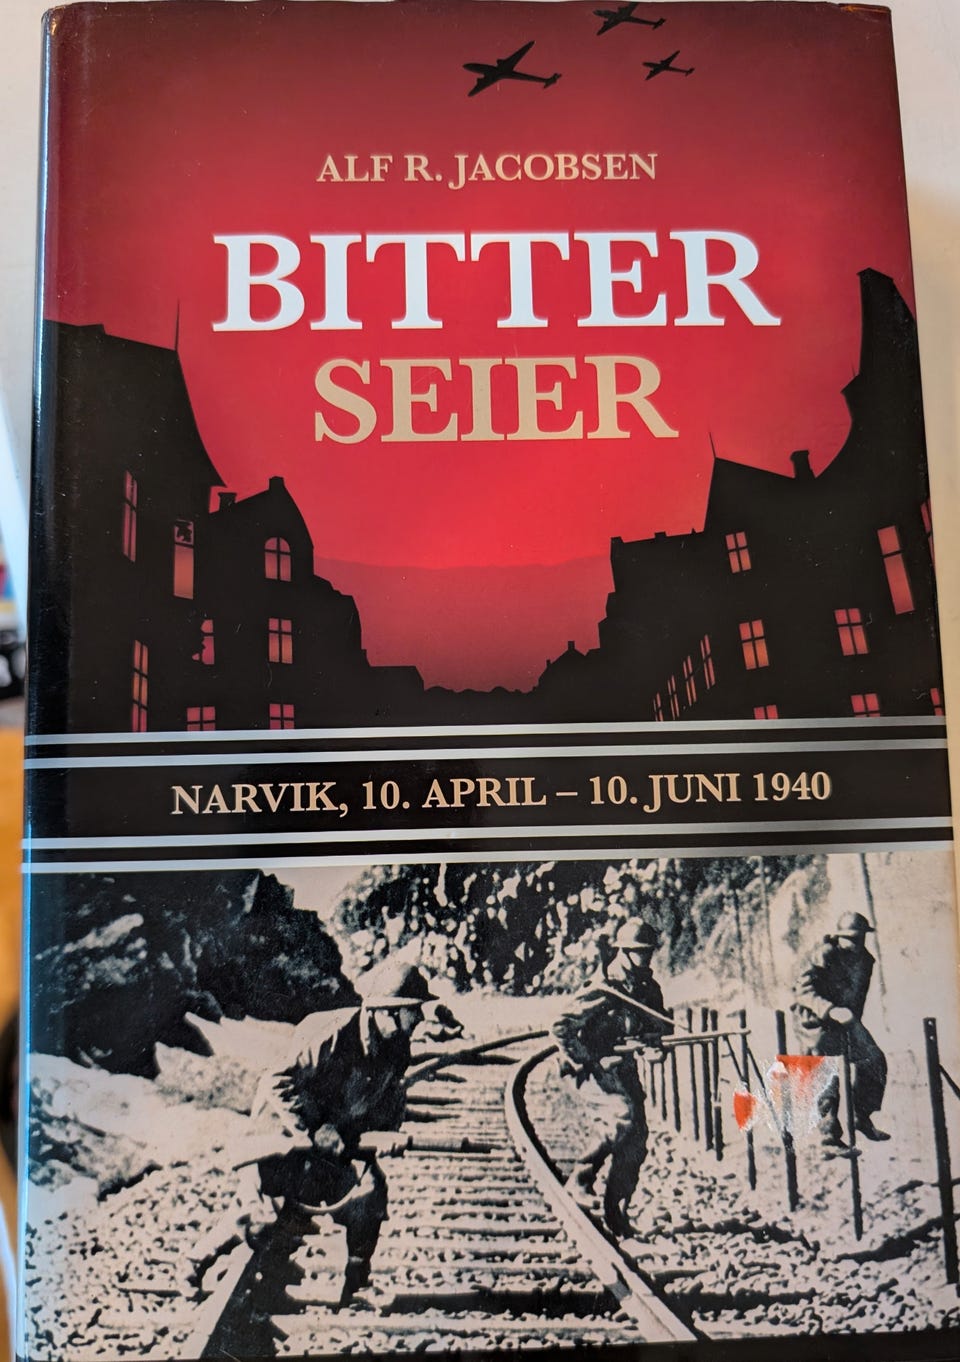 ALF R. JACOBSEN
BITTER
SEIER
NARVIK, 10. APRIL – 10. JUNI 1940